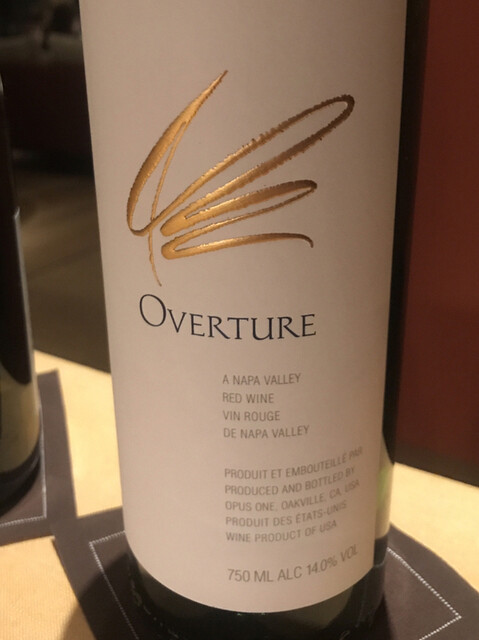 OVERTURE
A NAPA VALLEY
RED WINE
VIN ROUGE
DE NAPA VALLEY
PRODUIT ET EMBOUTEILLÉ PAR
PRODUCED AND BOTTLED BY
OPUS ONE, OAKVILLE, CA, USA
PRODUIT DES ÉTATS-UNIS
WINE PRODUCT OF USA
750 ML ALC 14.0% VOL